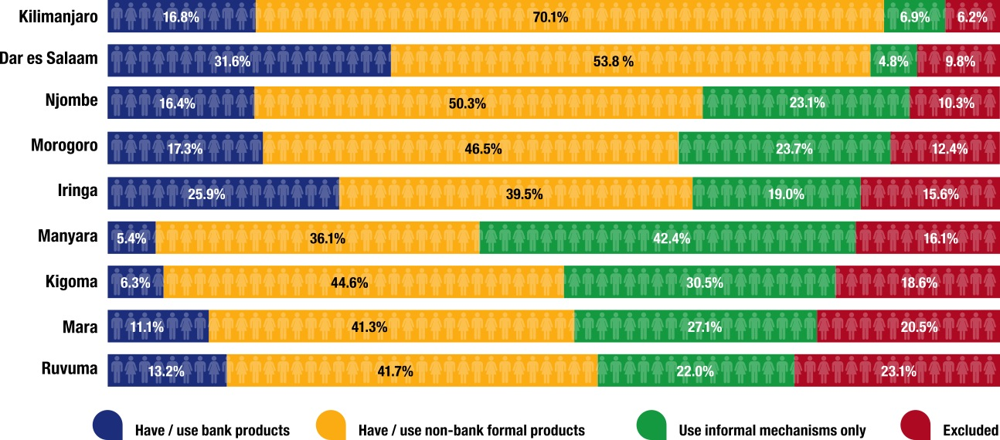 Kilimanjaro 16.8% 70.1% 6.9% 6.2%
Dar es Salaam 31.6% 53.8 % 4.8% 9.8%
Njombe 16.4% 50.3% 23.1% 10.3%
Morogoro 17.3% 46.5% 23.7% 12.4%
Iringa 25.9% 39.5% 19.0% 15.6%
Manyara 5.4% 36.1% 42.4% 16.1%
Kigoma 6.3% 44.6% 30.5% 18.6%
Mara 11.1% 41.3% 27.1% 20.5%
Ruvuma 13.2% 41.7% 22.0% 23.1%
Have / use bank products Have / use non-bank formal products Use informal mechanisms only Excluded